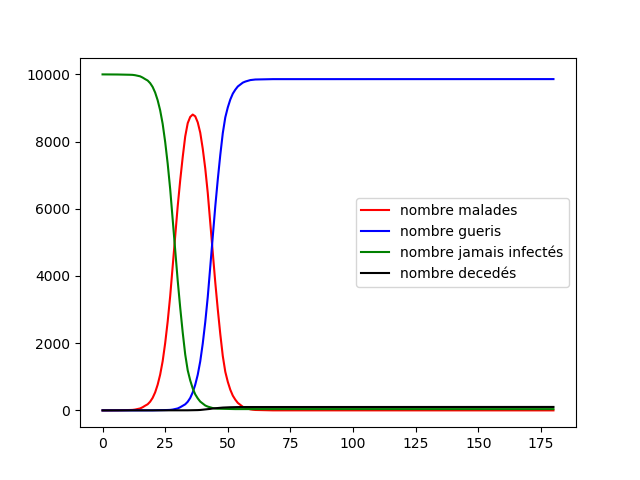 10000
8000
6000
4000
2000
0
nombre malades
nombre gueris
nombre jamais infectés
nombre decedés
0 25 50 75 100 125 150 175